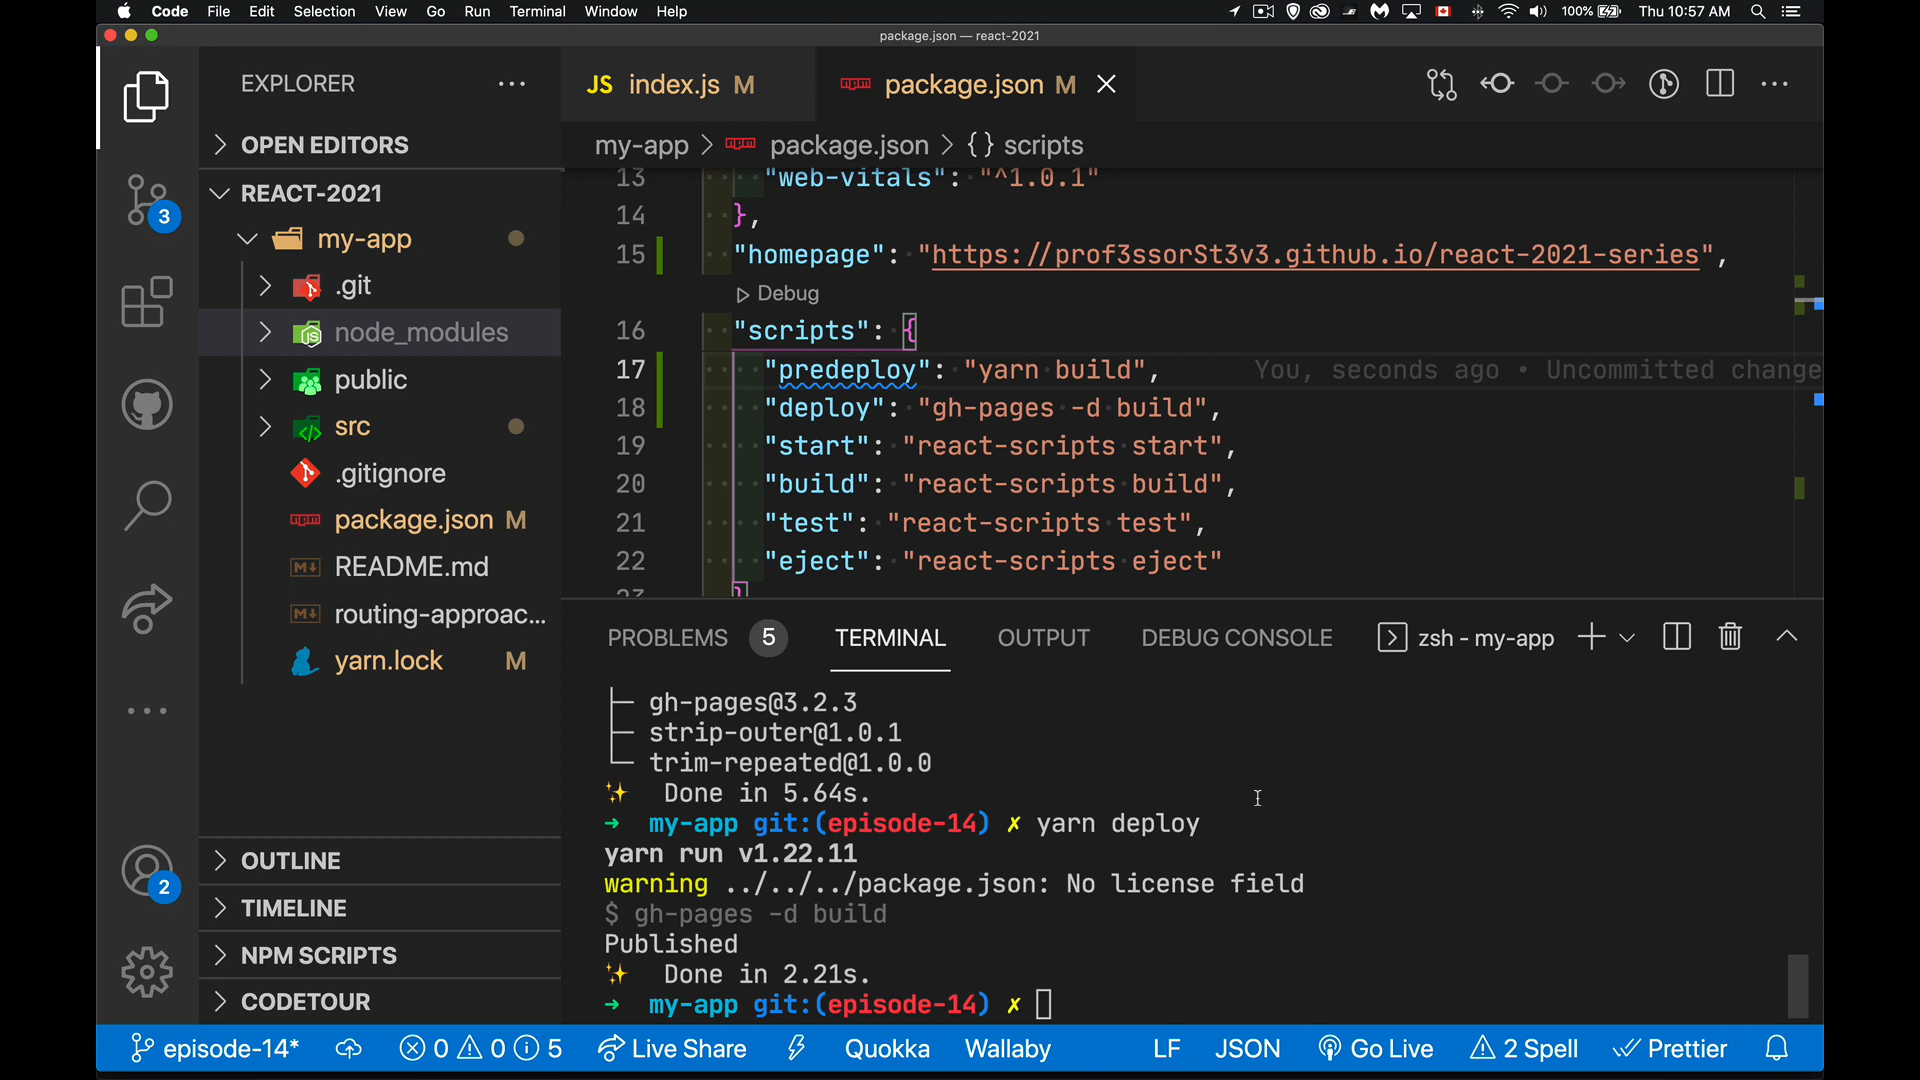 Code File Edit Selection View Go Run Terminal Window Help 100% Thu 10:57 AM
package.json — react-2021
EXPLORER
JS index.js M
package.json M
OPEN EDITORS
my-app > package.json > {} scripts
REACT-2021
my-app
.git
node_modules
public
src
.gitignore
package.json M
README.md
routing-approac...
yarn.lock M
OUTLINE
TIMELINE
NPM SCRIPTS
CODETOUR
3
2
13 "web-vitals": "^1.0.1"
14 },
15 "homepage": "https://prof3ssorSt3v3.github.io/react-2021-series",
Debug
16 "scripts": {
17 "predeploy": "yarn build", You, seconds ago • Uncommitted change
18 "deploy": "gh-pages -d build",
19 "start": "react-scripts start",
20 "build": "react-scripts build",
21 "test": "react-scripts test",
22 "eject": "react-scripts eject"
23 }
PROBLEMS 5 TERMINAL OUTPUT DEBUG CONSOLE zsh - my-app
gh-pages@3.2.3
strip-outer@1.0.1
trim-repeated@1.0.0
✨ Done in 5.64s.
➜ my-app git:(episode-14) ✗ yarn deploy
yarn run v1.22.11
warning ../../../package.json: No license field
$ gh-pages -d build
Published
✨ Done in 2.21s.
➜ my-app git:(episode-14) ✗
episode-14* 0 0 5 Live Share Quokka Wallaby LF JSON Go Live 2 Spell Prettier